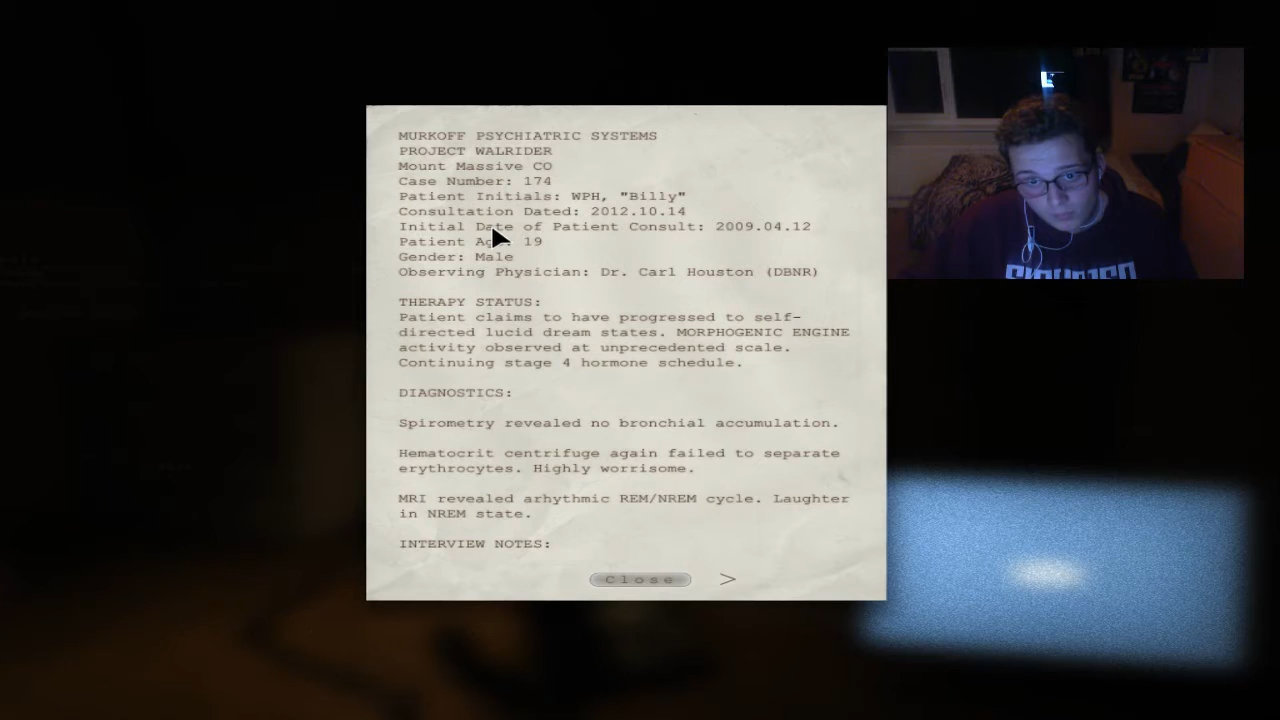 MURKOFF PSYCHIATRIC SYSTEMS
PROJECT WALRIDER
Mount Massive CO
Case Number: 174
Patient Initials: WPH, "Billy"
Consultation Dated: 2012.10.14
Initial Date of Patient Consult: 2009.04.12
Patient Age: 19
Gender: Male
Observing Physician: Dr. Carl Houston (DBNR)
THERAPY STATUS:
Patient claims to have progressed to self-
directed lucid dream states. MORPHOGENIC ENGINE
activity observed at unprecedented scale.
Continuing stage 4 hormone schedule.
DIAGNOSTICS:
Spirometry revealed no bronchial accumulation.
Hematocrit centrifuge again failed to separate
erythrocytes. Highly worrisome.
MRI revealed arhythmic REM/NREM cycle. Laughter
in NREM state.
INTERVIEW NOTES:
Close >